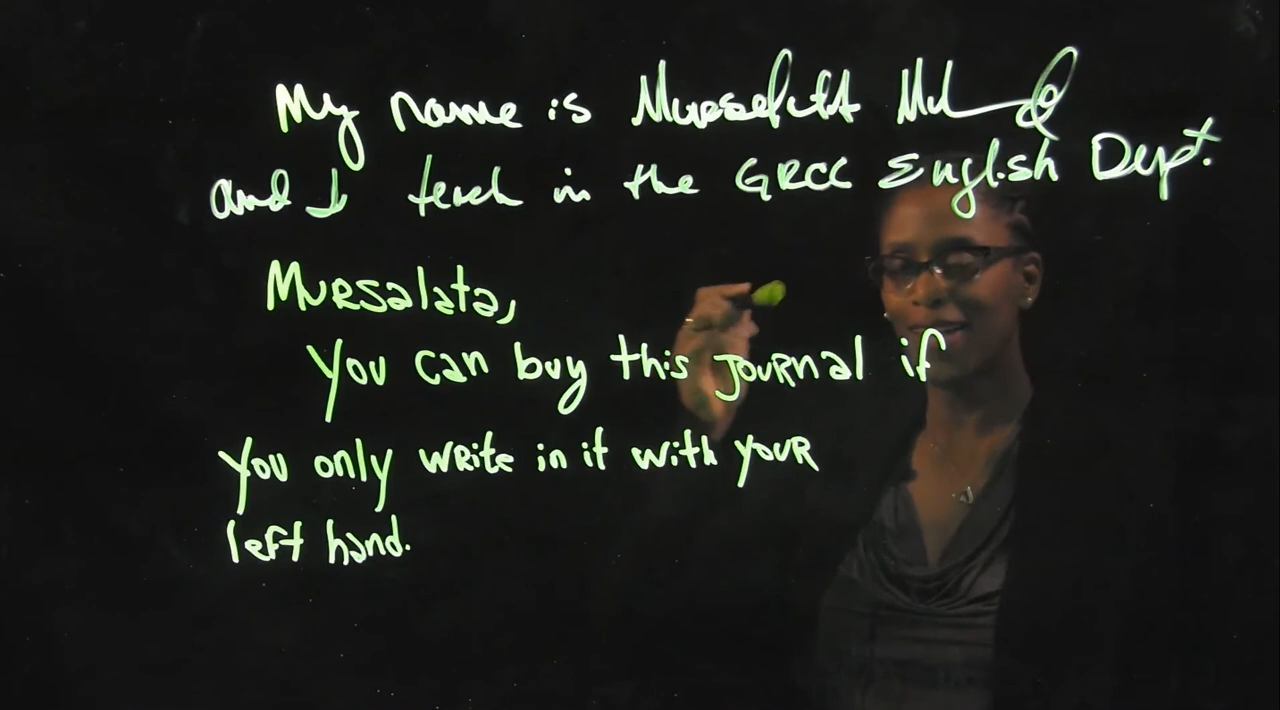 My name is Mursalata
and I teach in the GRCC English Dept.
Mursalata,
You can buy this journal if
you only write in it with your
left hand.